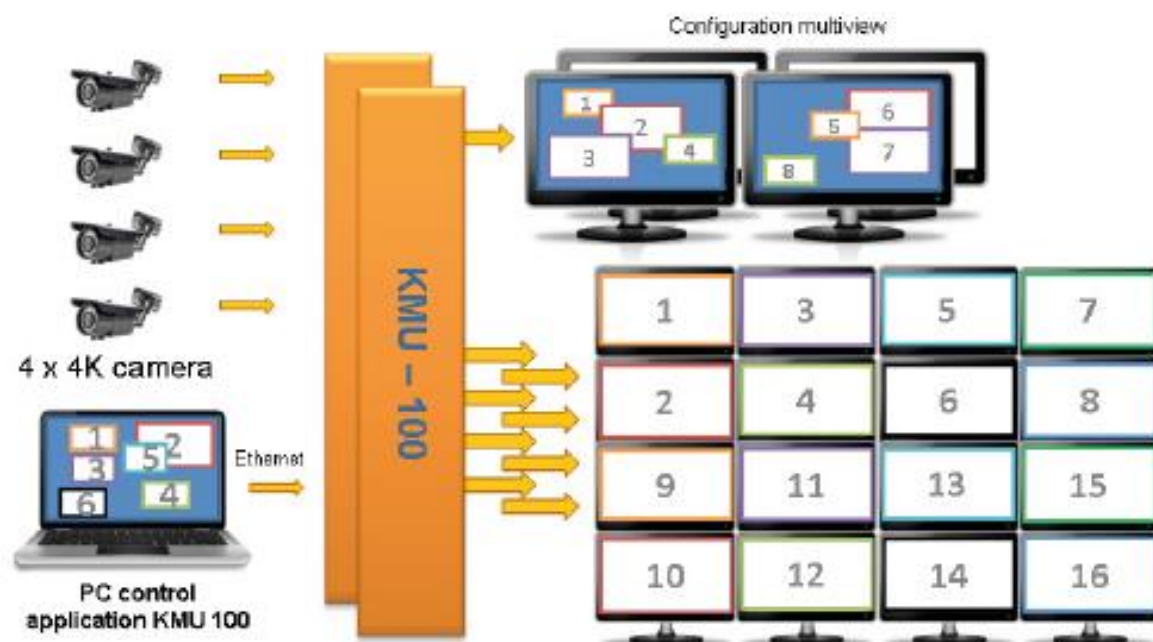 Configuration multiview
1
2
3
4
5
6
7
8
4 x 4K camera
KMU - 100
1
2
3
4
5
6
Ethernet
PC control
application KMU 100
1 3 5 7
2 4 6 8
9 11 13 15
10 12 14 16